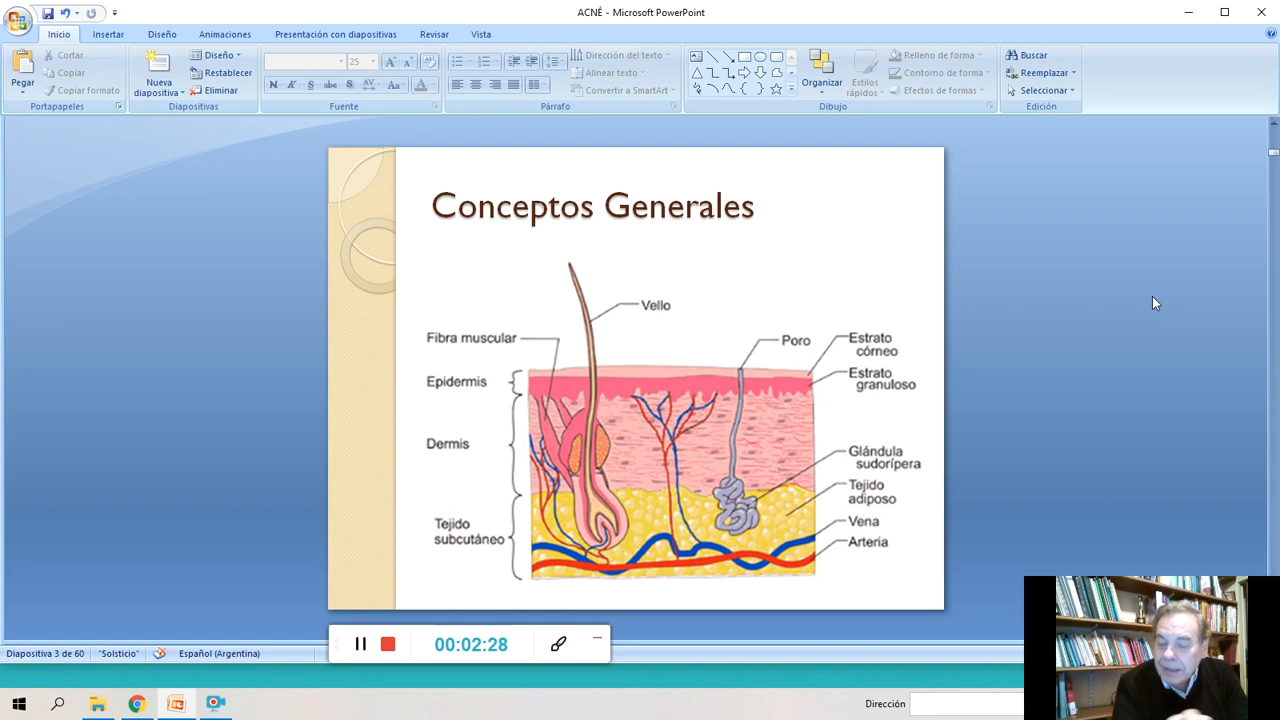 ACNÉ - Microsoft PowerPoint
Inicio
Insertar
Diseño
Animaciones
Presentación con diapositivas
Revisar
Vista
Pegar
Cortar
Copiar
Copiar formato
Portapapeles
Nueva
diapositiva
Diseño
Restablecer
Eliminar
Diapositivas
25
N K S abc S AV Aa A
Fuente
Dirección del texto
Alinear texto
Convertir a SmartArt
Párrafo
Organizar
Estilos
rápidos
Relleno de forma
Contorno de forma
Efectos de formas
Dibujo
Buscar
Reemplazar
Seleccionar
Edición
Conceptos Generales
Vello
Fibra muscular
Poro
Estrato
córneo
Epidermis
Estrato
granuloso
Dermis
Glándula
sudorípera
Tejido
adiposo
Tejido
subcutáneo
Vena
Arteria
00:02:28
Diapositiva 3 de 60
"Solsticio"
Español (Argentina)
Dirección